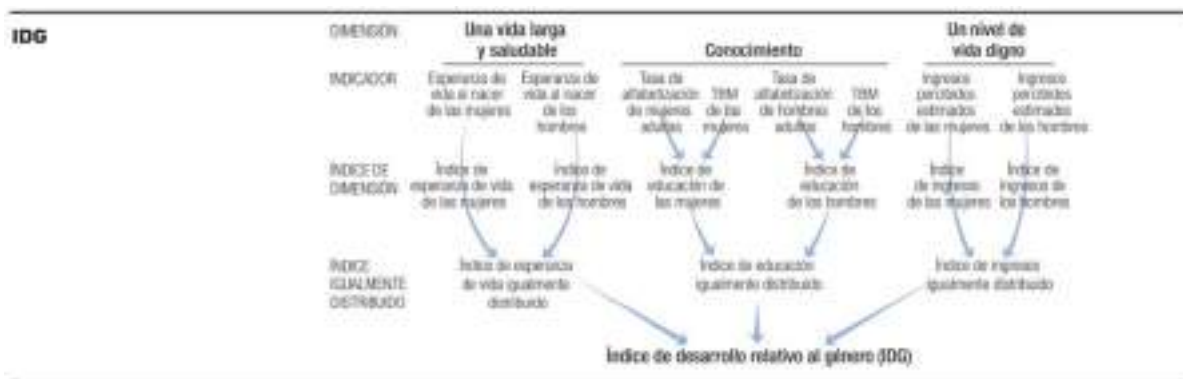 IDG
DIMENSIÓN
Una vida larga
y saludable
Conocimiento
Un nivel de
vida digno
INDICADOR
Esperanza de
vida al nacer
de las mujeres
Esperanza de
vida al nacer
de los
hombres
Tasa de
alfabetización
de mujeres
adultas
TBM
de las
mujeres
Tasa de
alfabetización
de hombres
adultos
TBM
de los
hombres
Ingresos
percibidos
estimados
de las mujeres
Ingresos
percibidos
estimados
de los hombres
ÍNDICE DE
DIMENSIÓN
Índice de
esperanza de vida
de las mujeres
Índice de
esperanza de vida
de los hombres
Índice de
educación de
las mujeres
Índice de
educación
de los hombres
Índice
de ingresos
de las mujeres
Índice de
ingresos de
los hombres
ÍNDICE
IGUALMENTE
DISTRIBUIDO
Índice de esperanza
de vida igualmente
distribuido
Índice de educación
igualmente distribuido
Índice de ingresos
igualmente distribuido
Índice de desarrollo relativo al género (IDG)